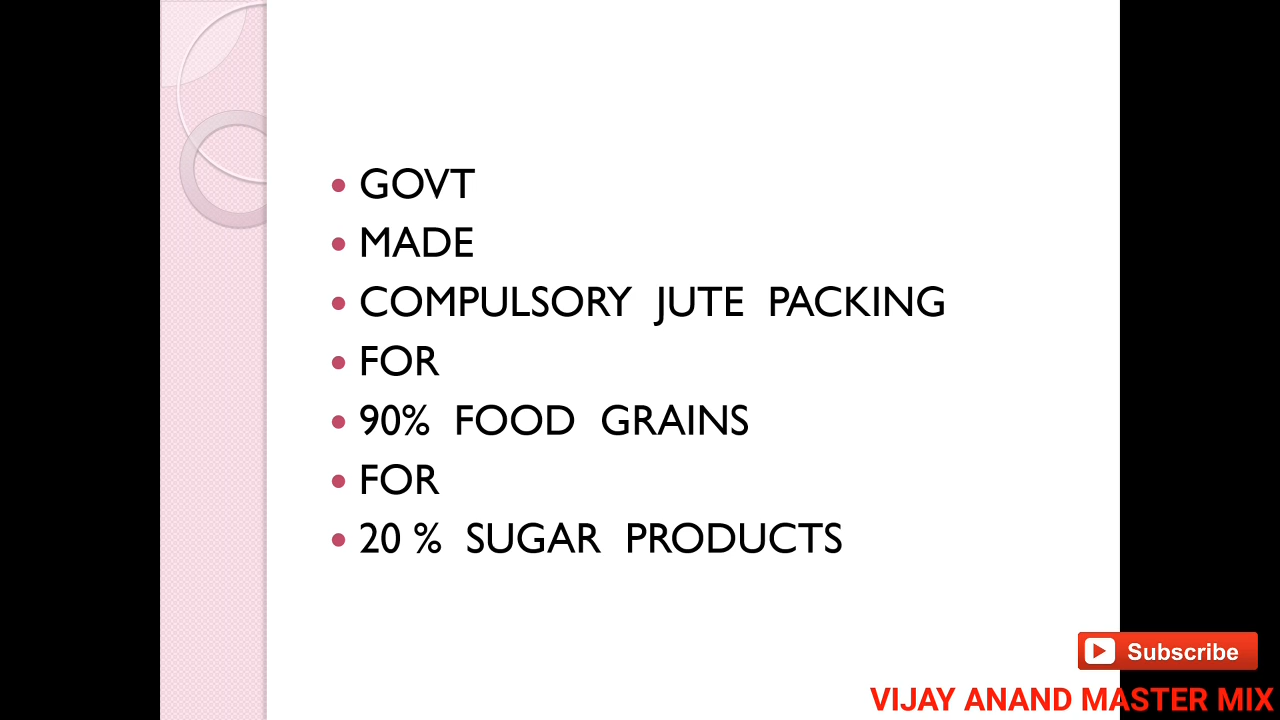 • GOVT
• MADE
• COMPULSORY JUTE PACKING
• FOR
• 90% FOOD GRAINS
• FOR
• 20 % SUGAR PRODUCTS
Subscribe
VIJAY ANAND MASTER MIX